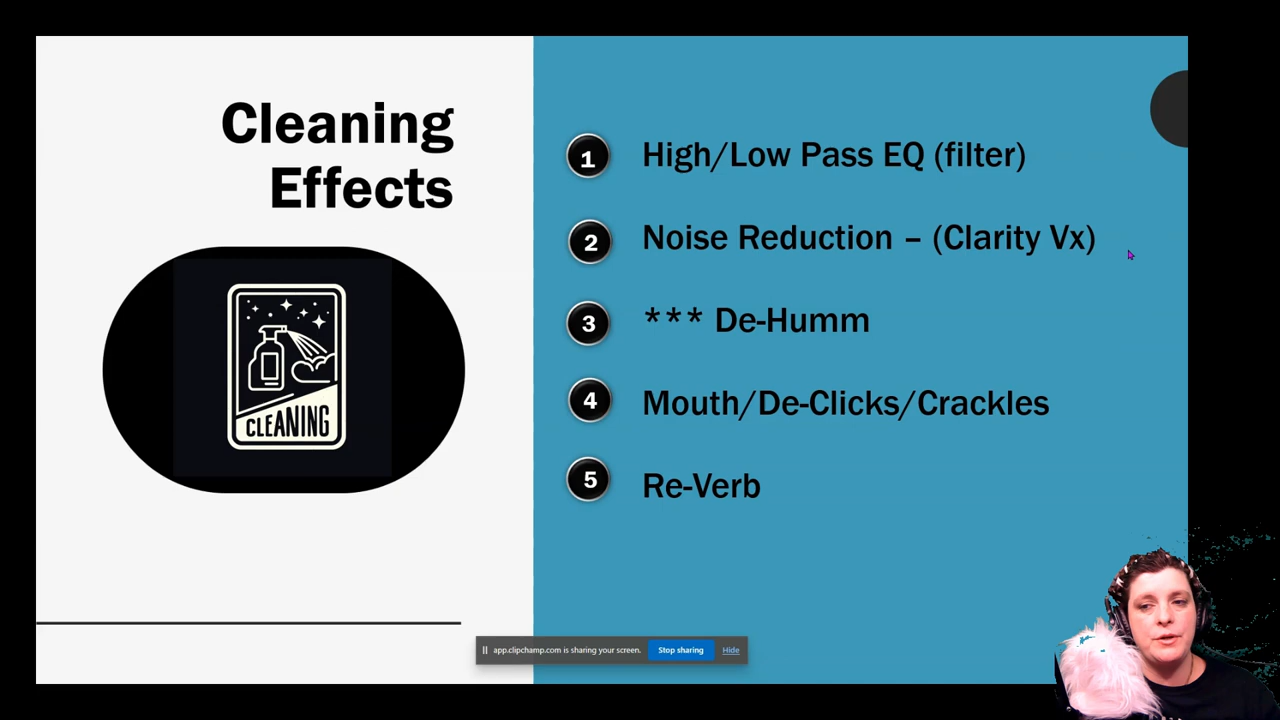 Cleaning
Effects
CLEANING
1 High/Low Pass EQ (filter)
2 Noise Reduction – (Clarity Vx)
3 *** De-Humm
4 Mouth/De-Clicks/Crackles
5 Re-Verb
app.clipchamp.com is sharing your screen. Stop sharing Hide